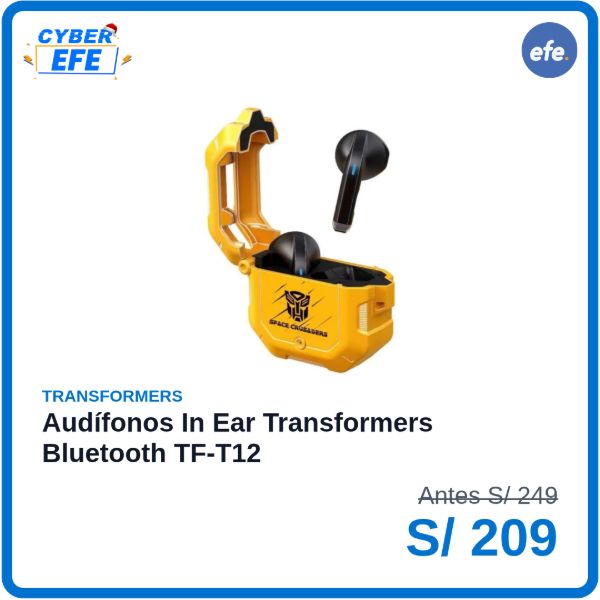 CYBER
EFE
efe.
SPACE CRUSADERS
TRANSFORMERS
Audífonos In Ear Transformers
Bluetooth TF-T12
Antes S/ 249
S/ 209